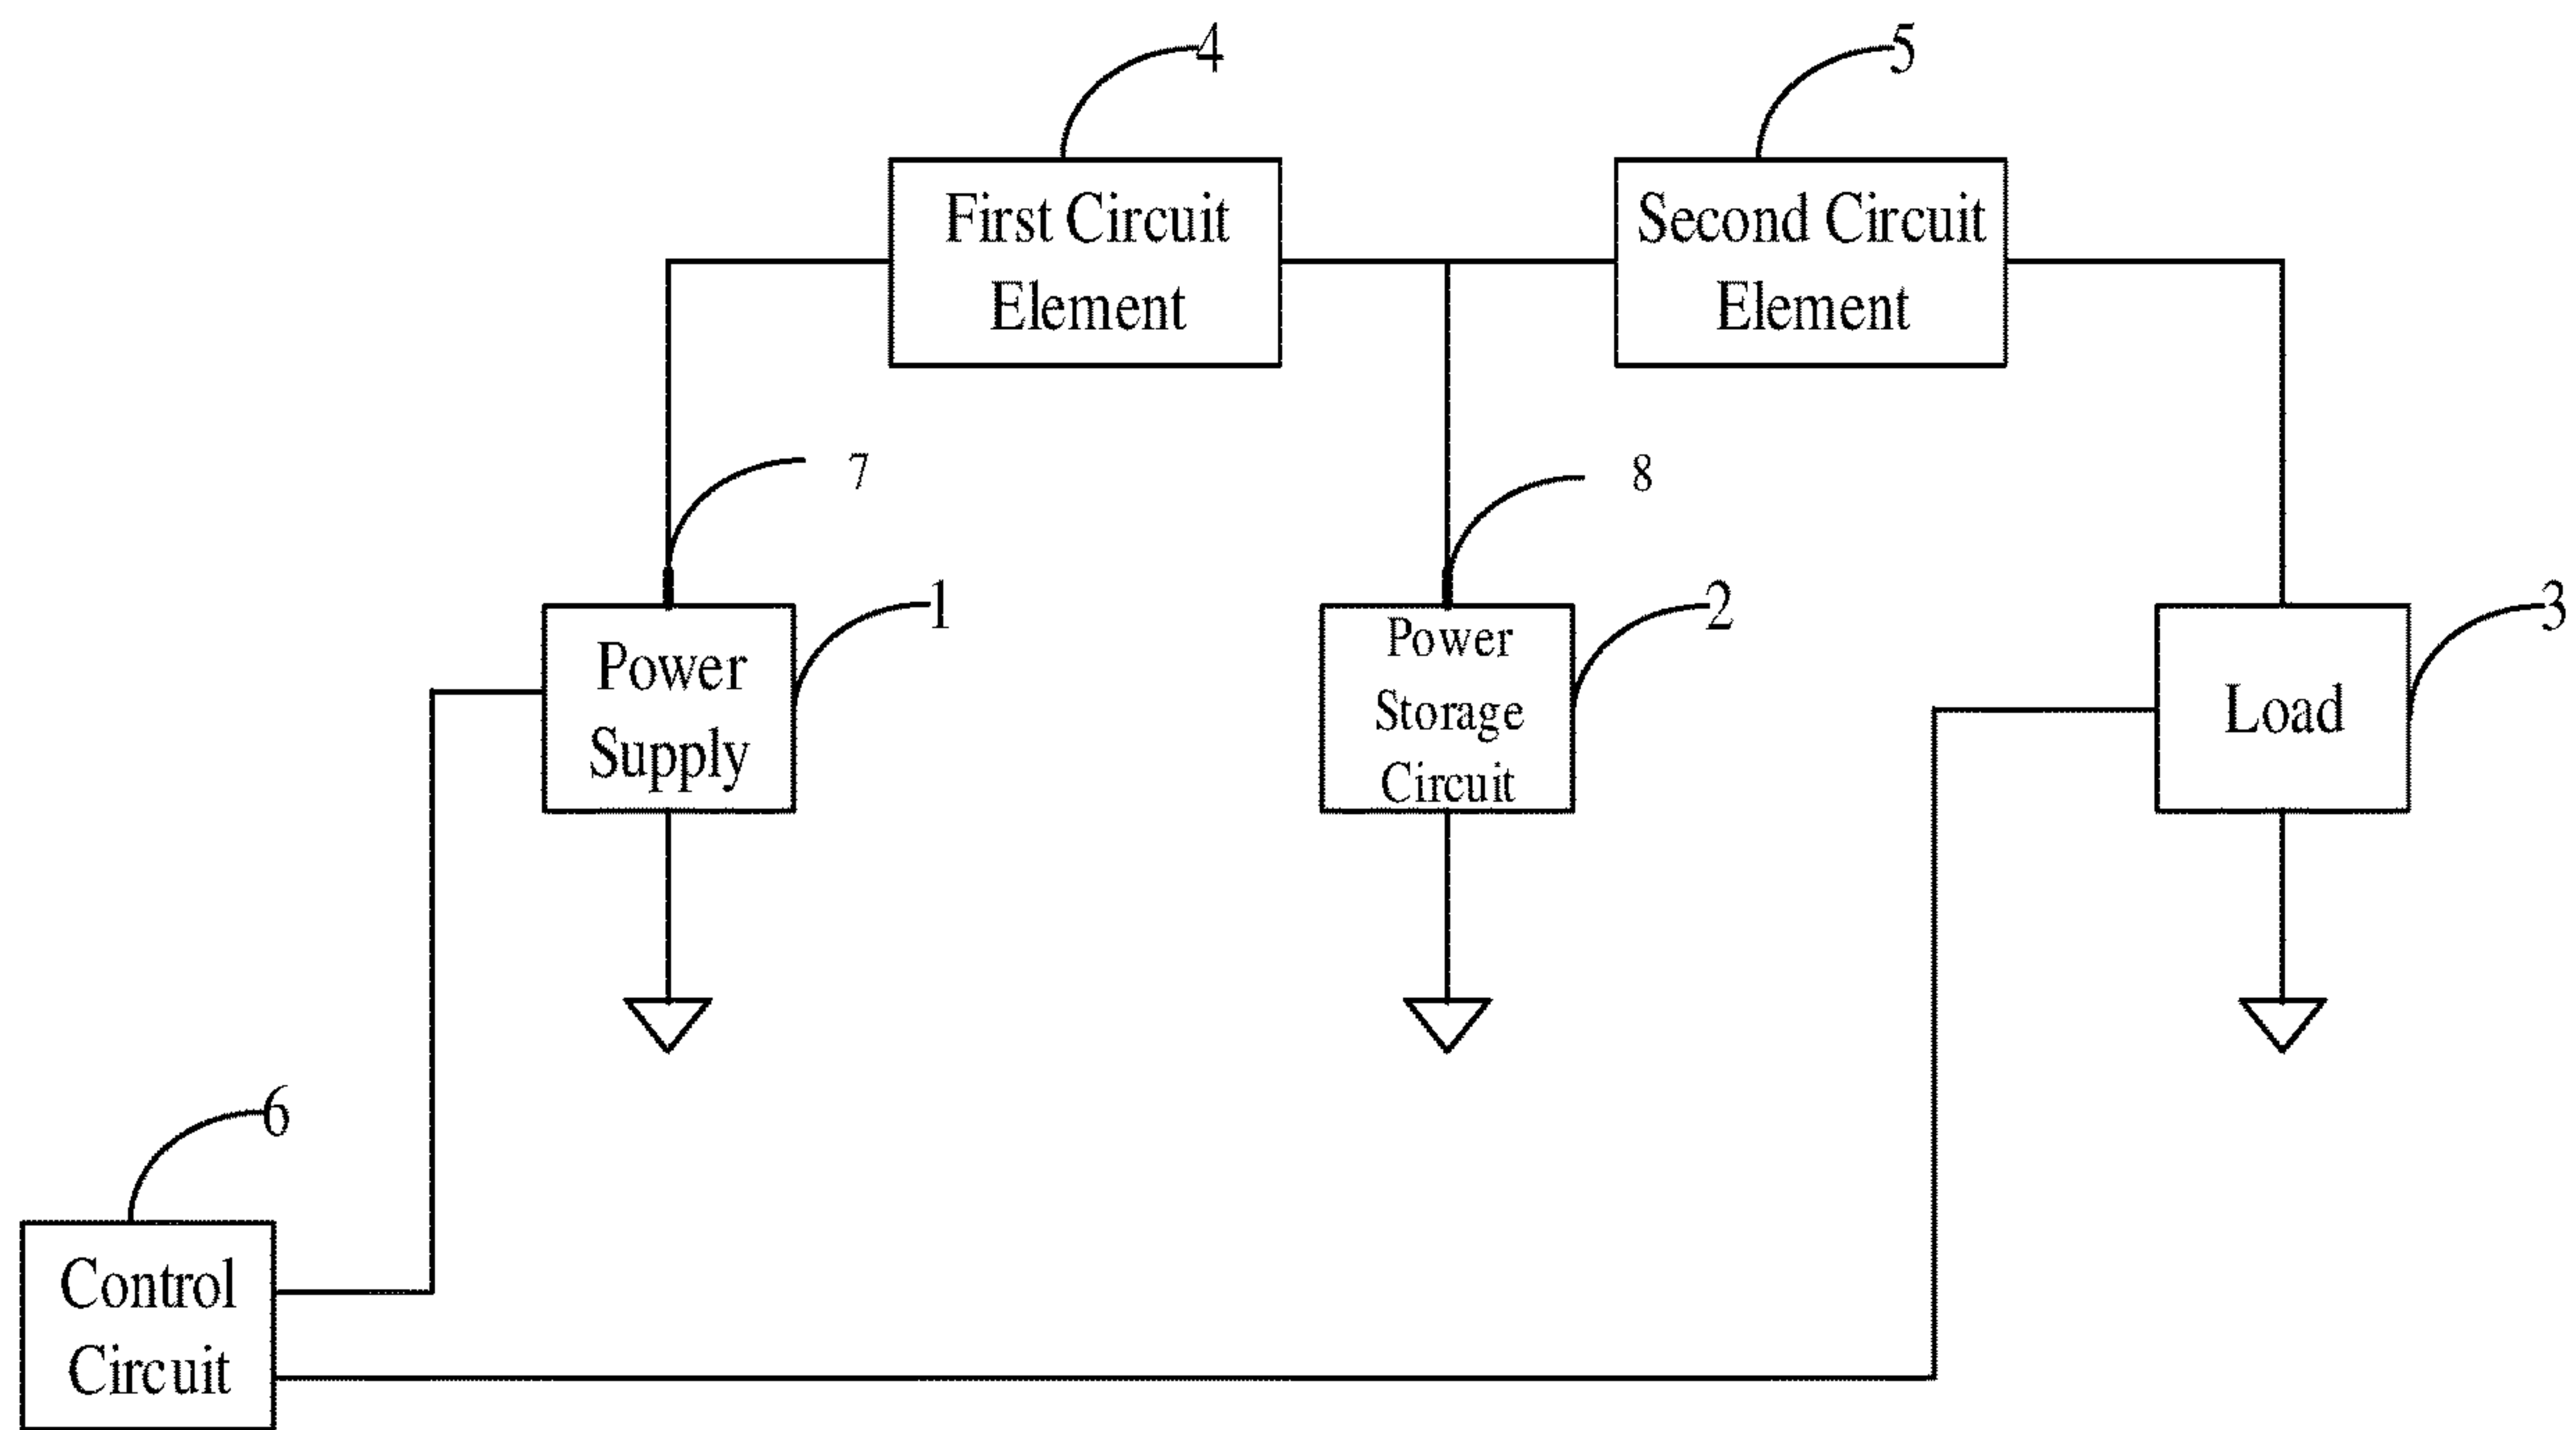 4
5
First Circuit
Element
Second Circuit
Element
7
8
1
2
3
Power
Supply
Power
Storage
Circuit
Load
6
Control
Circuit